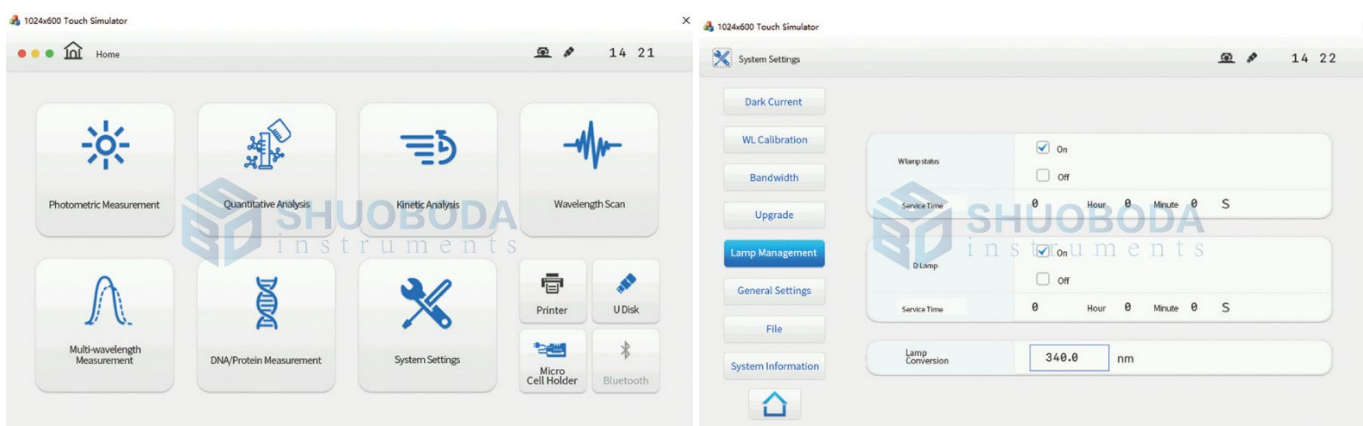 1024x600 Touch Simulator
Home
14 21
Photometric Measurement
Quantitative Analysis
Kinetic Analysis
Wavelength Scan
Multi-wavelength
Measurement
DNA/Protein Measurement
System Settings
Printer
U Disk
Micro
Cell Holder
Bluetooth
SHUOBODA
instruments
1024x600 Touch Simulator
System Settings
14 22
Dark Current
WL Calibration
Bandwidth
Upgrade
Lamp Management
General Settings
File
System Information
Wlamp status
On
Off
Service Time
0 Hour 0 Minute 0 S
D Lamp
On
Off
Service Time
0 Hour 0 Minute 0 S
Lamp
Conversion
340.0 nm
SHUOBODA
instruments